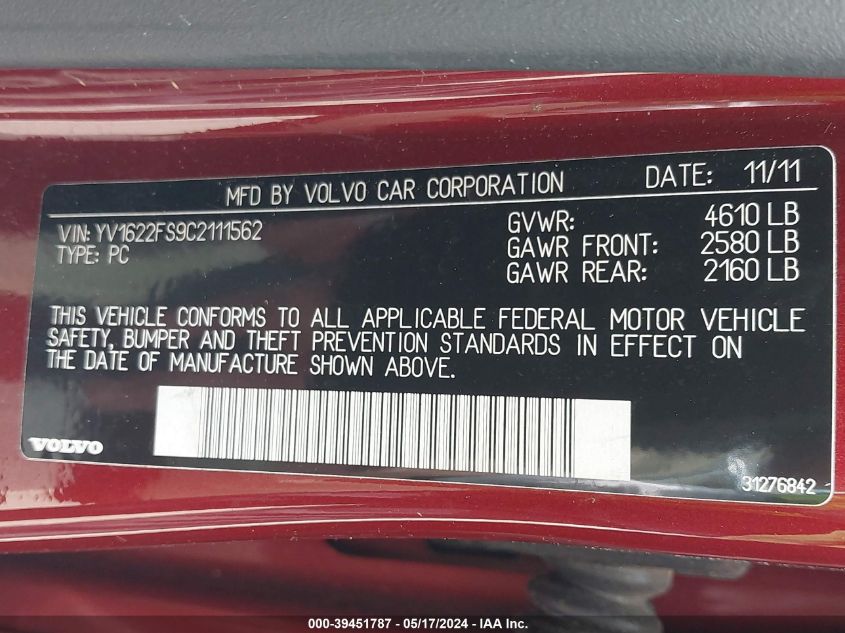 MFD BY VOLVO CAR CORPORATION DATE: 11/11
VIN: YV1622FS9C2111562 GVWR: 4610 LB
TYPE: PC GAWR FRONT: 2580 LB
GAWR REAR: 2160 LB
THIS VEHICLE CONFORMS TO ALL APPLICABLE FEDERAL MOTOR VEHICLE
SAFETY, BUMPER AND THEFT PREVENTION STANDARDS IN EFFECT ON
THE DATE OF MANUFACTURE SHOWN ABOVE.
VOLVO
31276842
000-39451787 - 05/17/2024 - IAA Inc.